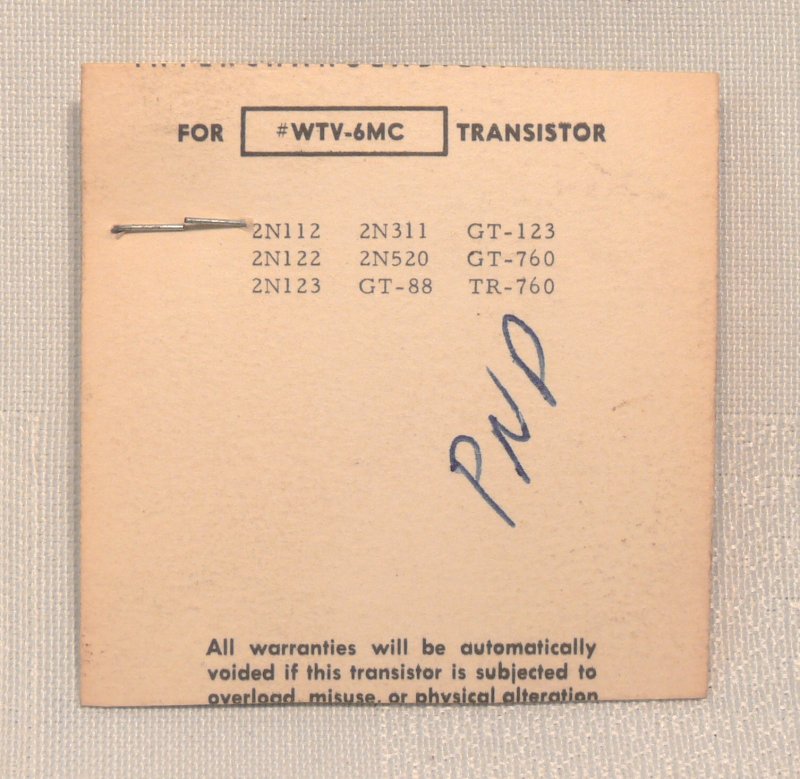 FOR #WTV-6MC TRANSISTOR
2N112 2N311 GT-123
2N122 2N520 GT-760
2N123 GT-88 TR-760
PNP
All warranties will be automatically
voided if this transistor is subjected to
overload, misuse, or physical alteration